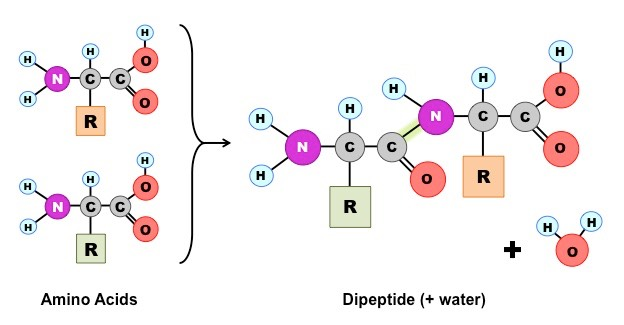 H
H H O
N C C
H O
R
H
H H O
N C C
H O
R
Amino Acids
H
H H O
H H N C C
N C C O
H O R
R
H H
+ O
Dipeptide (+ water)